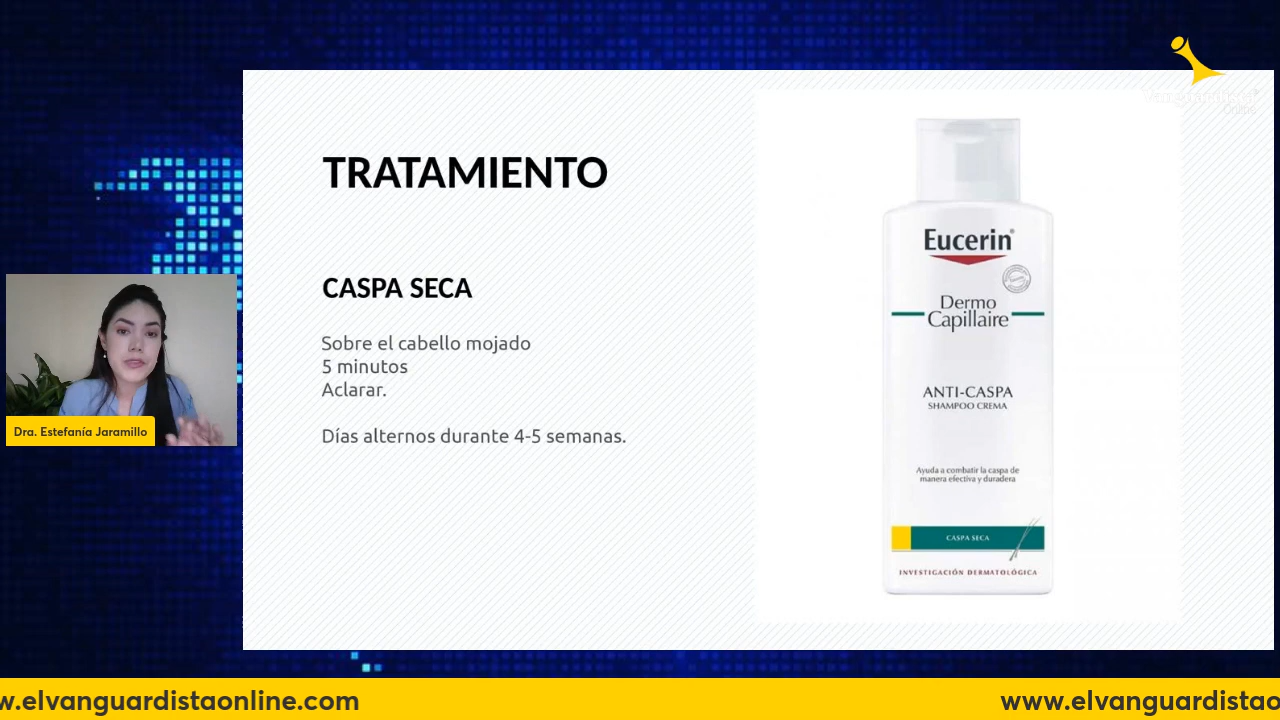 Vanguardista
Online
TRATAMIENTO
CASPA SECA
Sobre el cabello mojado
5 minutos
Aclarar.
Días alternos durante 4-5 semanas.
Eucerin®
Dermo
Capillaire
ANTI-CASPA
SHAMPOO CREMA
Ayuda a combatir la caspa de
manera efectiva y duradera
CASPA SECA
INVESTIGACIÓN DERMATOLÓGICA
Dra. Estefanía Jaramillo
w.elvanguardistaonline.com
www.elvanguardistao